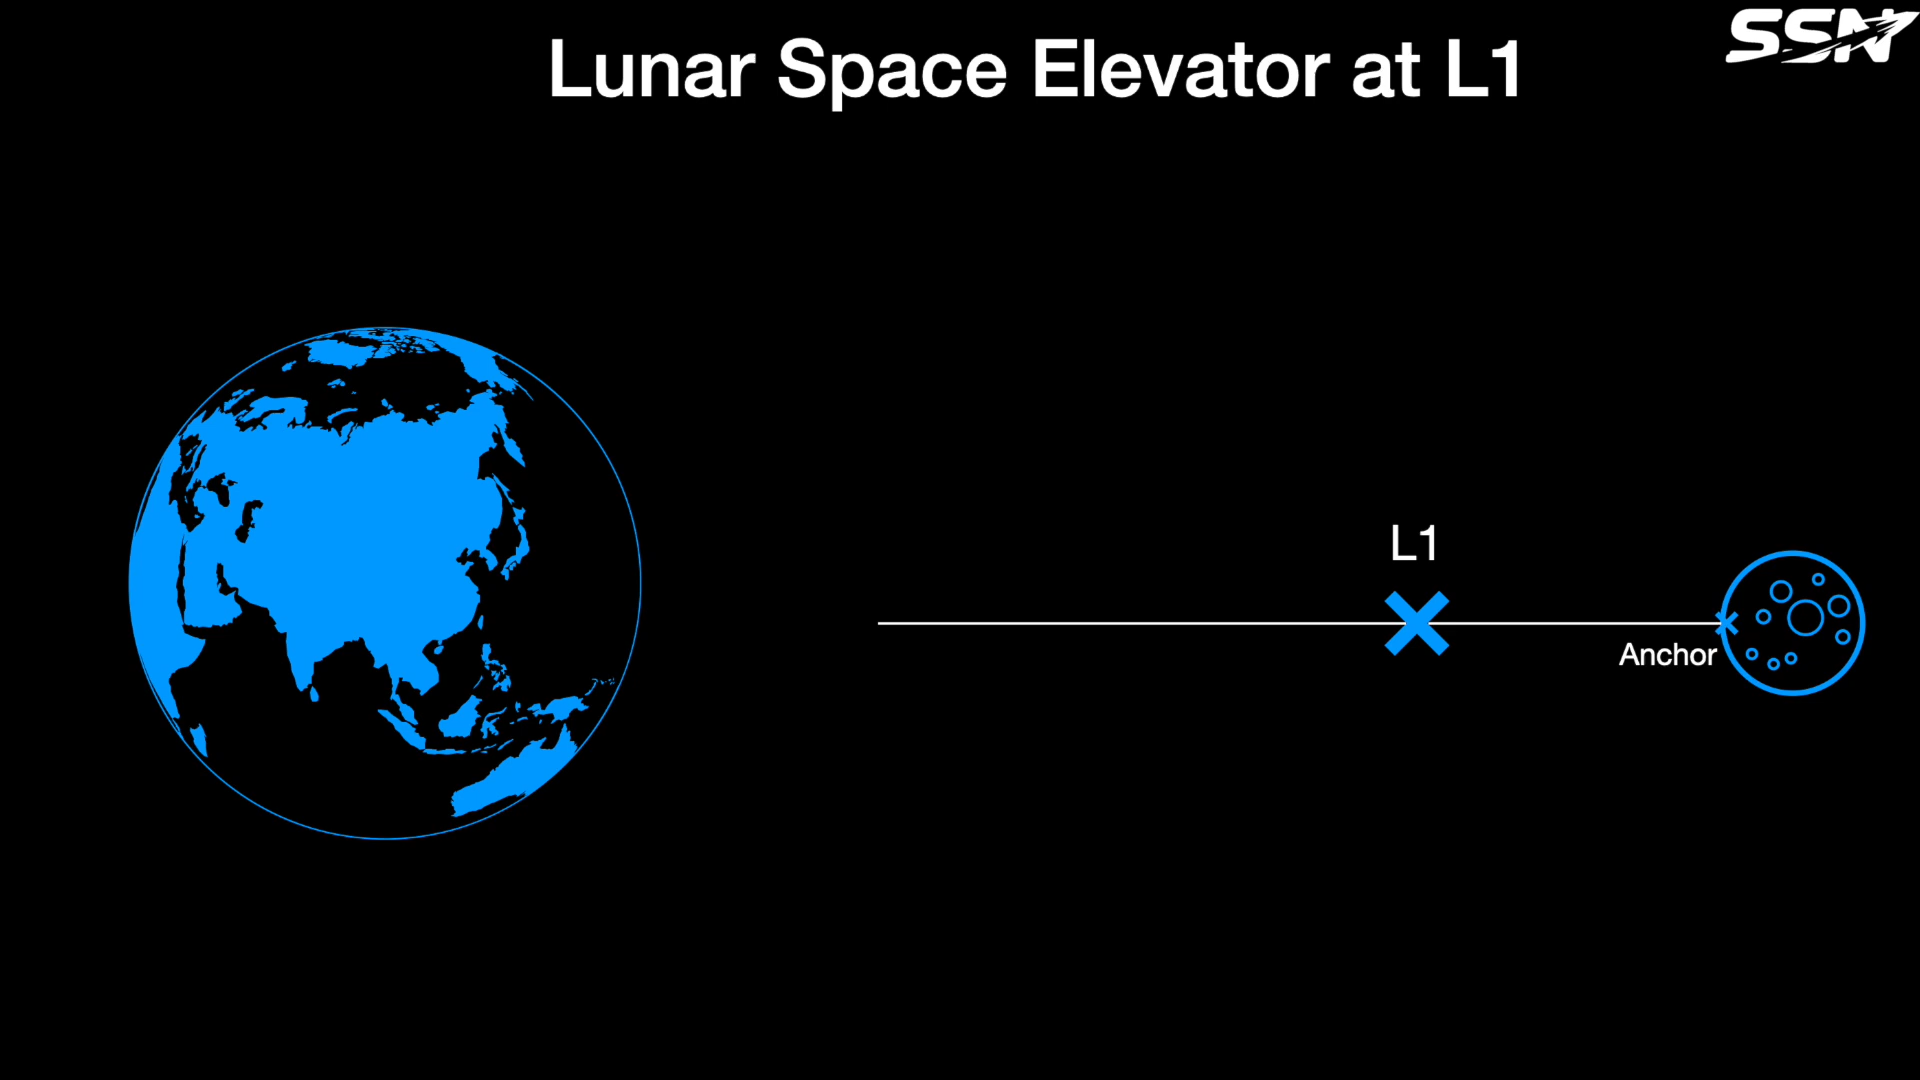 Lunar Space Elevator at L1
SSN
L1
Anchor